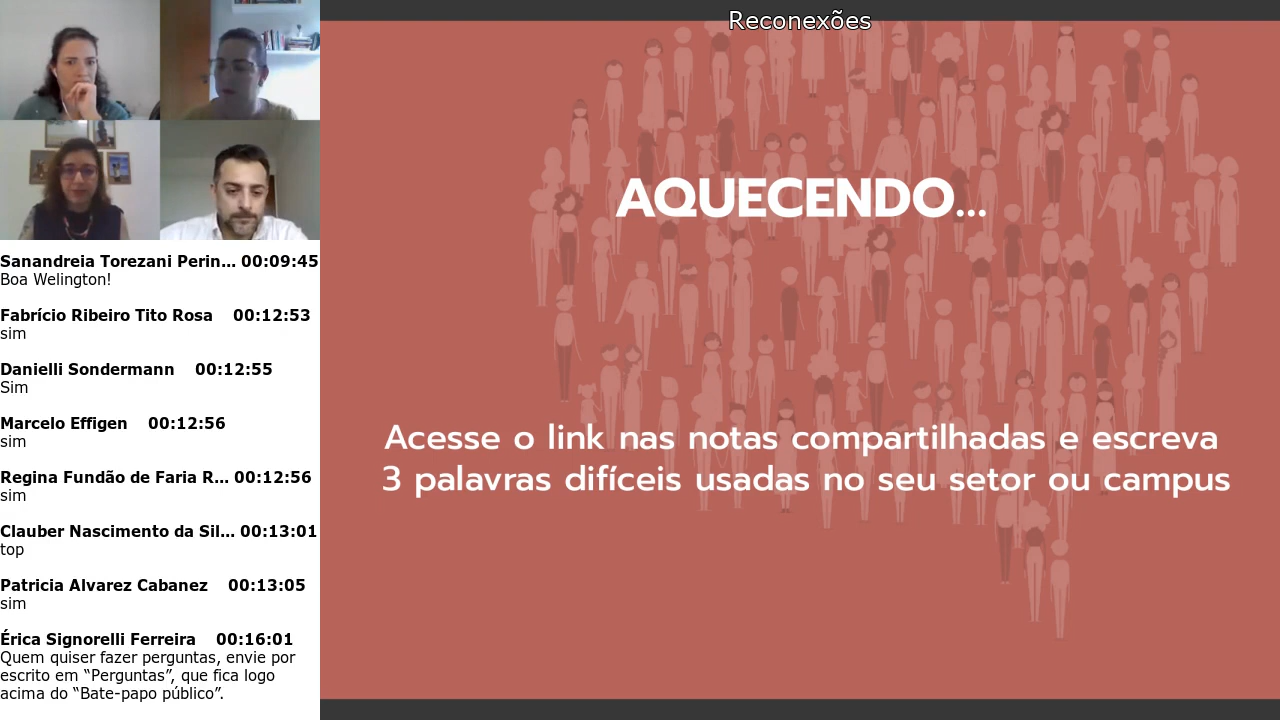 Reconexões
AQUECENDO...
Acesse o link nas notas compartilhadas e escreva
3 palavras difíceis usadas no seu setor ou campus
Sanandreia Torezani Perin... 00:09:45
Boa Welington!
Fabrício Ribeiro Tito Rosa 00:12:53
sim
Danielli Sondermann 00:12:55
Sim
Marcelo Effigen 00:12:56
sim
Regina Fundão de Faria R... 00:12:56
sim
Clauber Nascimento da Sil... 00:13:01
top
Patricia Alvarez Cabanez 00:13:05
sim
Érica Signorelli Ferreira 00:16:01
Quem quiser fazer perguntas, envie por
escrito em “Perguntas”, que fica logo
acima do “Bate-papo público”.